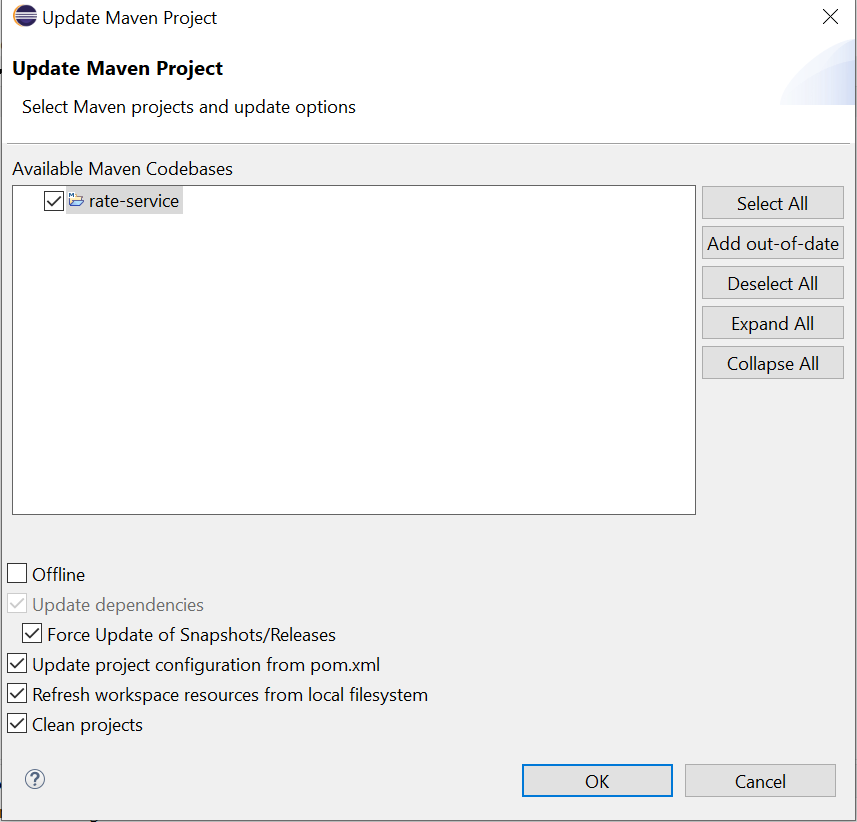 Update Maven Project
Update Maven Project
Select Maven projects and update options
Available Maven Codebases
rate-service
Select All
Add out-of-date
Deselect All
Expand All
Collapse All
Offline
Update dependencies
Force Update of Snapshots/Releases
Update project configuration from pom.xml
Refresh workspace resources from local filesystem
Clean projects
?
OK
Cancel